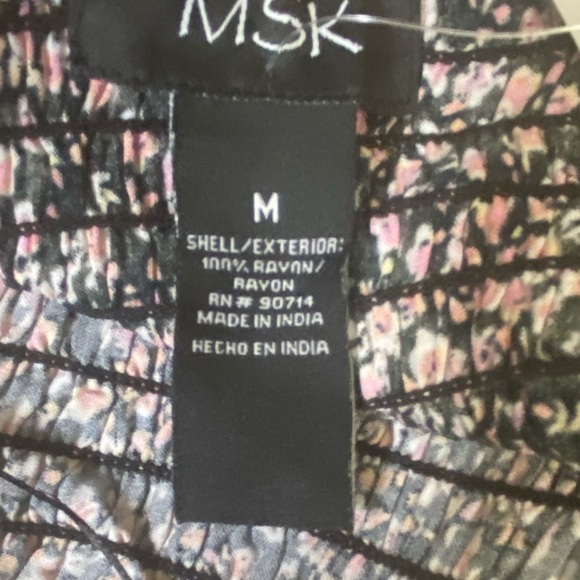 MSK
M
SHELL/EXTERIOR:
100% RAYON/
RAYON
RN# 90714
MADE IN INDIA
HECHO EN INDIA